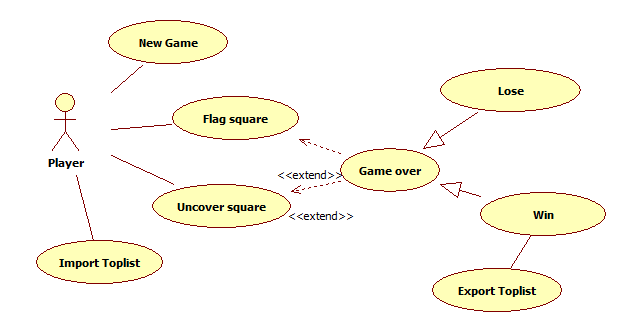 New Game
Lose
Flag square
Player
Game over
<<extend>>
Uncover square
<<extend>>
Win
Import Toplist
Export Toplist